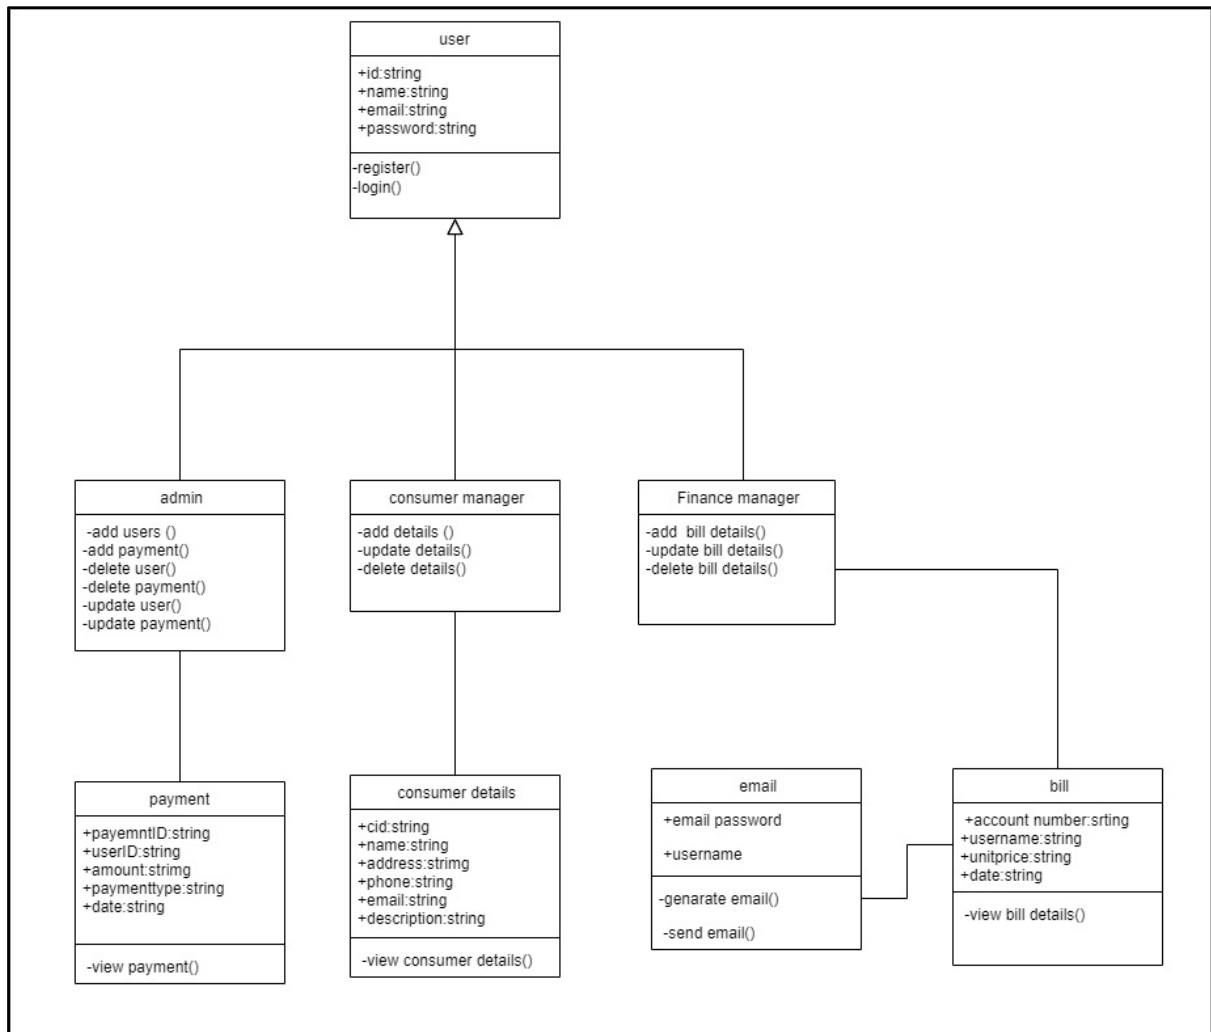 user
+id:string
+name:string
+email:string
+password:string
-register()
-login()
admin
-add users ()
-add payment()
-delete user()
-delete payment()
-update user()
-update payment()
consumer manager
-add details ()
-update details()
-delete details()
Finance manager
-add  bill details()
-update bill details()
-delete bill details()
payment
+payemntID:string
+userID:string
+amount:strimg
+paymenttype:string
+date:string
-view payment()
consumer details
+cid:string
+name:string
+address:strimg
+phone:string
+email:string
+description:string
-view consumer details()
email
+email password
+username
-genarate email()
-send email()
bill
+account number:srting
+username:string
+unitprice:string
+date:string
-view bill details()